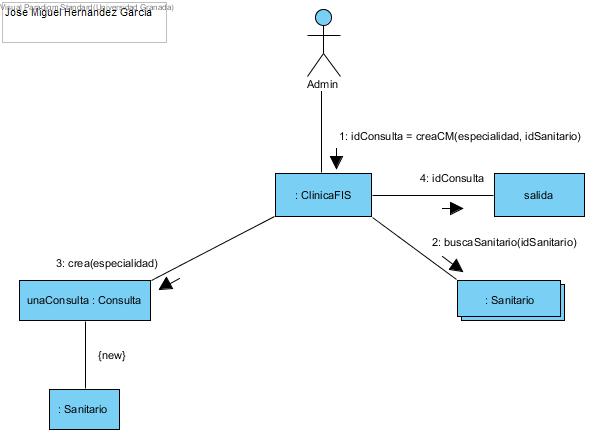 Visual Paradigm Standard(Universidad Granada)
José Miguel Hernández García
Admin
1: idConsulta = creaCM(especialidad, idSanitario)
4: idConsulta
: ClinicaFIS
salida
2: buscaSanitario(idSanitario)
3: crea(especialidad)
unaConsulta : Consulta
: Sanitario
{new}
: Sanitario